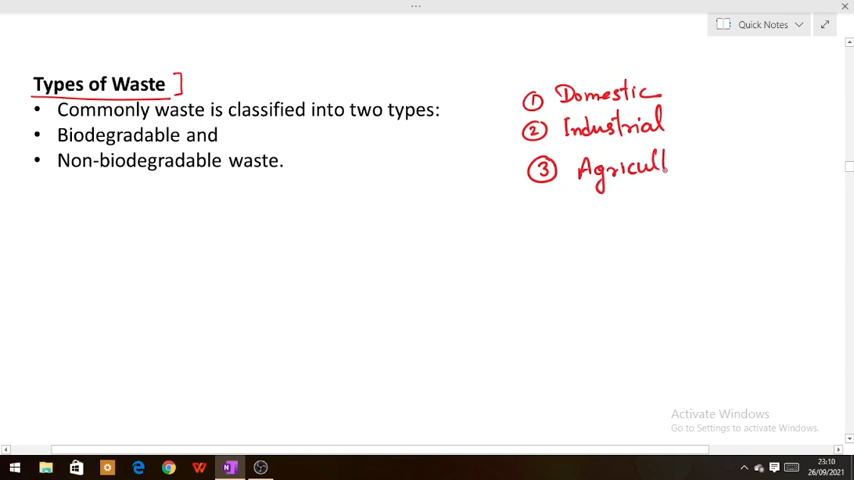 Quick Notes
Types of Waste ]
• Commonly waste is classified into two types:
• Biodegradable and
• Non-biodegradable waste.
① Domestic
② Industrial
③ Agricull
Activate Windows
Go to Settings to activate Windows.
23:10
26/09/2021